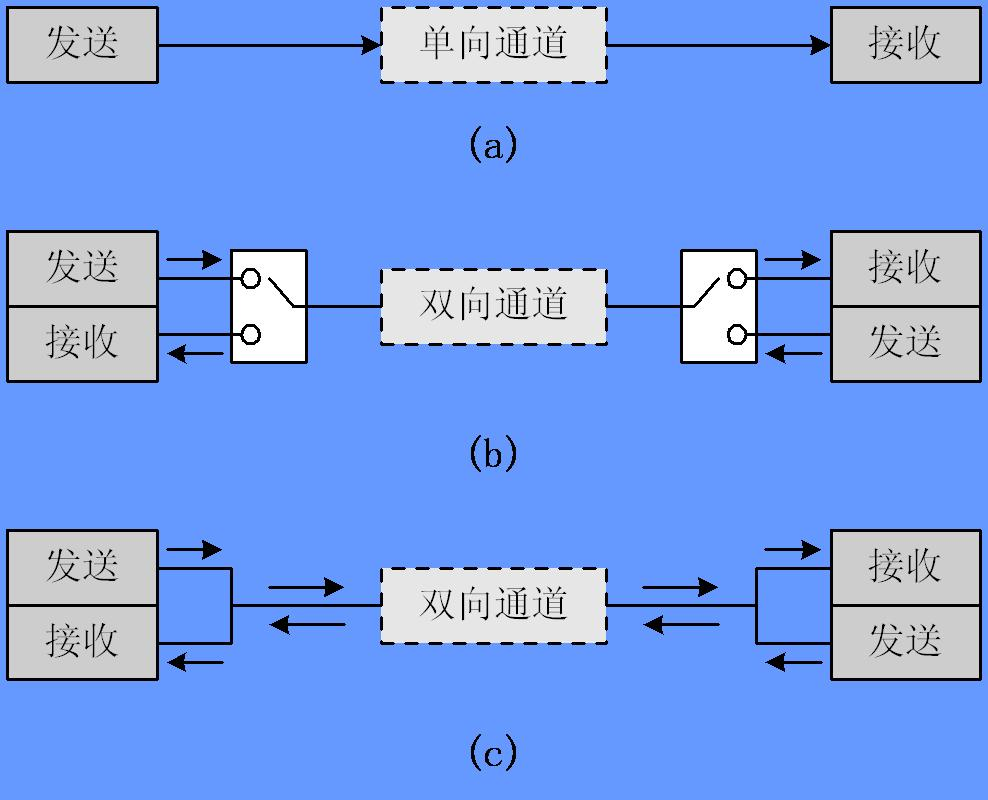 发送 单向通道 接收
(a)
发送 接收
双向通道
接收 发送
(b)
发送 接收
双向通道
接收 发送
(c)